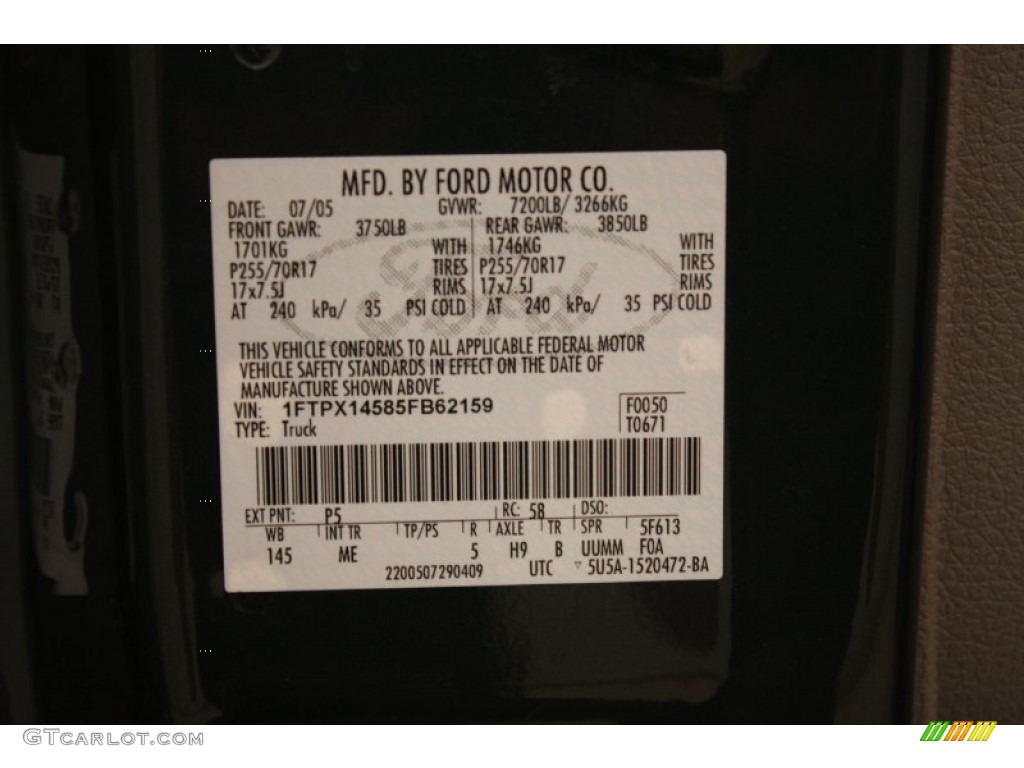 MFD. BY FORD MOTOR CO.
DATE: 07/05 GVWR: 7200LB/ 3266KG
FRONT GAWR: 3750LB REAR GAWR: 3850LB
1701KG WITH 1746KG WITH
P255/70R17 TIRES P255/70R17 TIRES
17x7.5J RIMS 17x7.5J RIMS
AT 240 kPa/ 35 PSI COLD AT 240 kPa/ 35 PSI COLD
THIS VEHICLE CONFORMS TO ALL APPLICABLE FEDERAL MOTOR
VEHICLE SAFETY STANDARDS IN EFFECT ON THE DATE OF
MANUFACTURE SHOWN ABOVE.
VIN: 1FTPX14585FB62159 F0050
TYPE: Truck T0671
EXT PNT: P5 RC: 58 DSO:
WB INT TR TP/PS R AXLE TR SPR 5F613
145 ME 5 H9 B UUMM F0A
2200507290409 UTC ▽ 5U5A-1520472-BA
GTCarlot.com